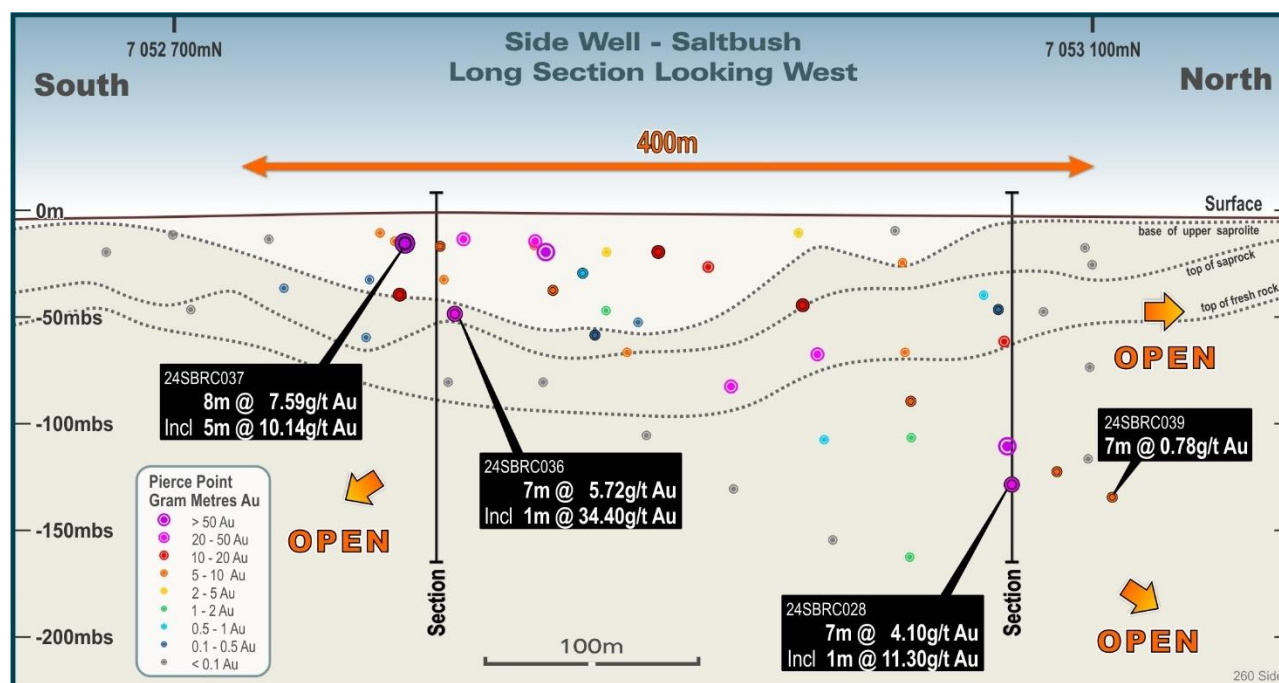 7 052 700mN
7 053 100mN
Side Well - Saltbush
Long Section Looking West
South
North
400m
0m
Surface
base of upper saprolite
top of saprock
top of fresh rock
-50mbs
OPEN
24SBRC037
8m @ 7.59g/t Au
Incl 5m @ 10.14g/t Au
-100mbs
24SBRC039
7m @ 0.78g/t Au
24SBRC036
7m @ 5.72g/t Au
Incl 1m @ 34.40g/t Au
Pierce Point
Gram Metres Au
> 50 Au
20 - 50 Au
10 - 20 Au
5 - 10 Au
2 - 5 Au
1 - 2 Au
0.5 - 1 Au
0.1 - 0.5 Au
< 0.1 Au
-150mbs
OPEN
Section
Section
24SBRC028
7m @ 4.10g/t Au
Incl 1m @ 11.30g/t Au
OPEN
-200mbs
100m
260 Side